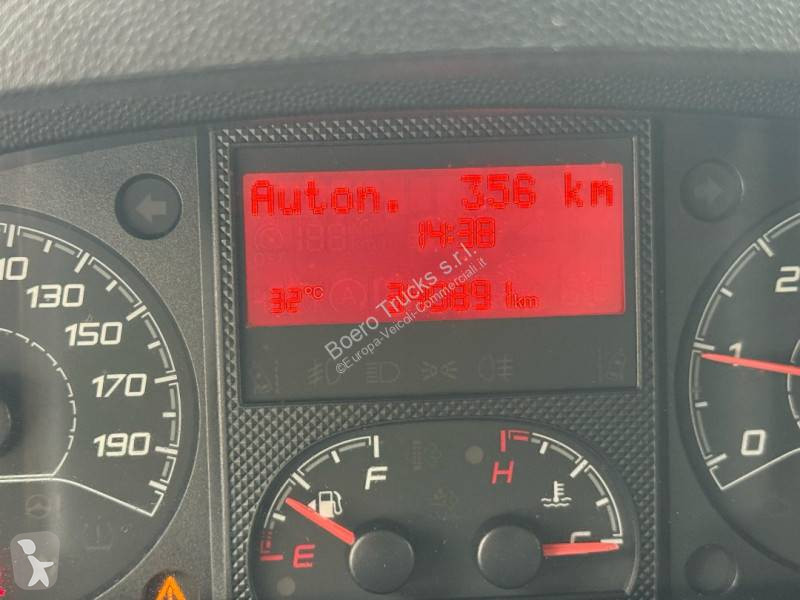 Auton. 356 km
14:38
32°C
km
110
130
150
170
190
F
E
H
C
2
1
0
Boero Trucks s.r.l.
©Europa-Veicoli-Commerciali.it